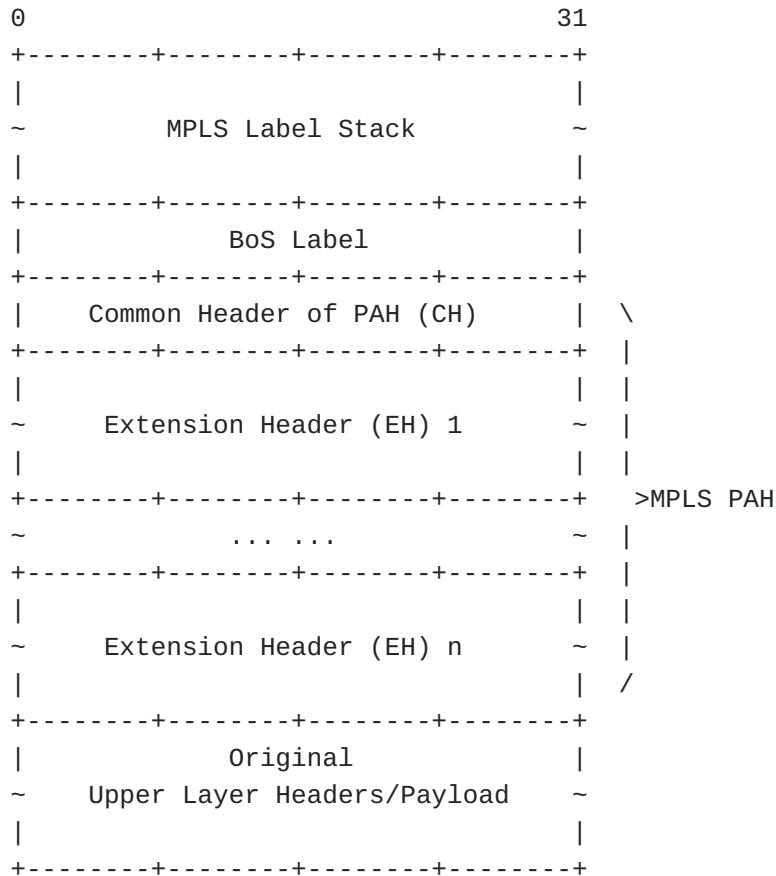 0                                  31
+--------+--------+--------+--------+
|                                   |
~         MPLS Label Stack          ~
|                                   |
+--------+--------+--------+--------+
|             BoS Label             |
+--------+--------+--------+--------+
|    Common Header of PAH (CH)      |  \
+--------+--------+--------+--------+  |
|                                   |  |
~     Extension Header (EH) 1       ~  |
|                                   |  |
+--------+--------+--------+--------+   >MPLS PAH
~             ... ...               ~  |
+--------+--------+--------+--------+  |
|                                   |  |
~     Extension Header (EH) n       ~  |
|                                   |  /
+--------+--------+--------+--------+
|             Original              |
~    Upper Layer Headers/Payload    ~
|                                   |
+--------+--------+--------+--------+